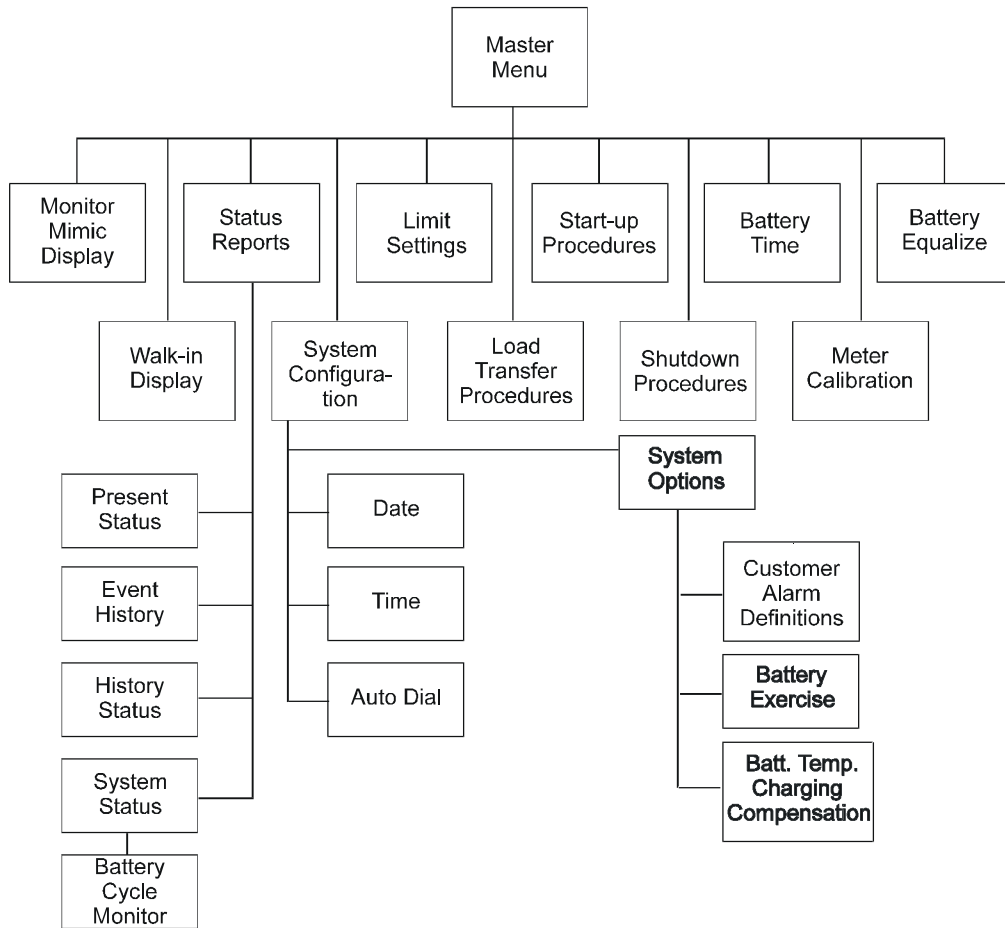 Master
Menu
Monitor
Mimic
Display
Status
Reports
Limit
Settings
Start-up
Procedures
Battery
Time
Battery
Equalize
Walk-in
Display
System
Configura-
tion
Load
Transfer
Procedures
Shutdown
Procedures
Meter
Calibration
System
Options
Present
Status
Date
Customer
Alarm
Definitions
Event
History
Time
Battery
Exercise
History
Status
Auto Dial
Batt. Temp.
Charging
Compensation
System
Status
Battery
Cycle
Monitor